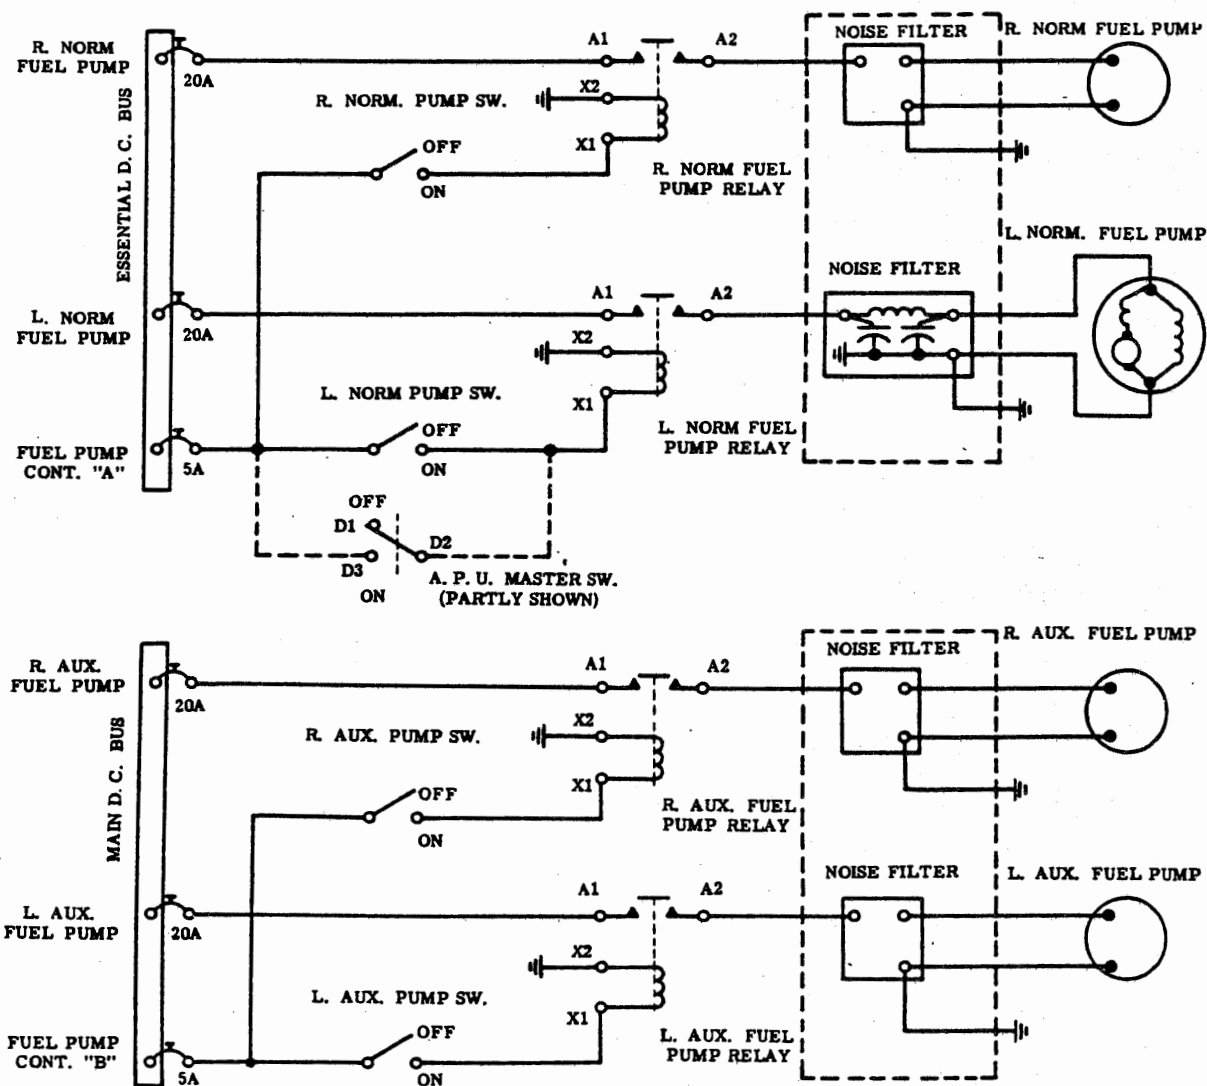 R. NORM
FUEL PUMP
20A
ESSENTIAL D. C. BUS
A1
A2
X2
X1
R. NORM. PUMP SW.
OFF
ON
R. NORM FUEL
PUMP RELAY
NOISE FILTER
R. NORM FUEL PUMP
L. NORM
FUEL PUMP
20A
A1
A2
X2
X1
L. NORM PUMP SW.
OFF
ON
L. NORM FUEL
PUMP RELAY
NOISE FILTER
L. NORM. FUEL PUMP
FUEL PUMP
CONT. "A"
5A
OFF
D1
D2
D3
ON
A. P. U. MASTER SW.
(PARTLY SHOWN)
R. AUX.
FUEL PUMP
20A
MAIN D. C. BUS
A1
A2
X2
X1
R. AUX. PUMP SW.
OFF
ON
R. AUX. FUEL
PUMP RELAY
NOISE FILTER
R. AUX. FUEL PUMP
L. AUX.
FUEL PUMP
20A
A1
A2
X2
X1
L. AUX. PUMP SW.
OFF
ON
L. AUX. FUEL
PUMP RELAY
NOISE FILTER
L. AUX. FUEL PUMP
FUEL PUMP
CONT. "B"
5A